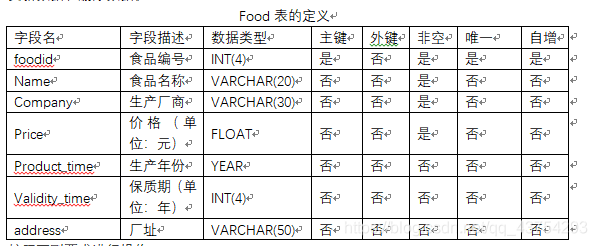 Food 表的定义
字段名 字段描述 数据类型 主键 外键 非空 唯一 自增
foodid 食品编号 INT(4) 是 否 是 是 是
Name 食品名称 VARCHAR(20) 否 否 是 否 否
Company 生产厂商 VARCHAR(30) 否 否 是 否 否
Price 价格（单位：元） FLOAT 否 否 是 否 否
Product_time 生产年份 YEAR 否 否 否 否 否
Validity_time 保质期（单位：年） INT(4) 否 否 否 否 否
address 厂址 VARCHAR(50) 否 否 否 否 否